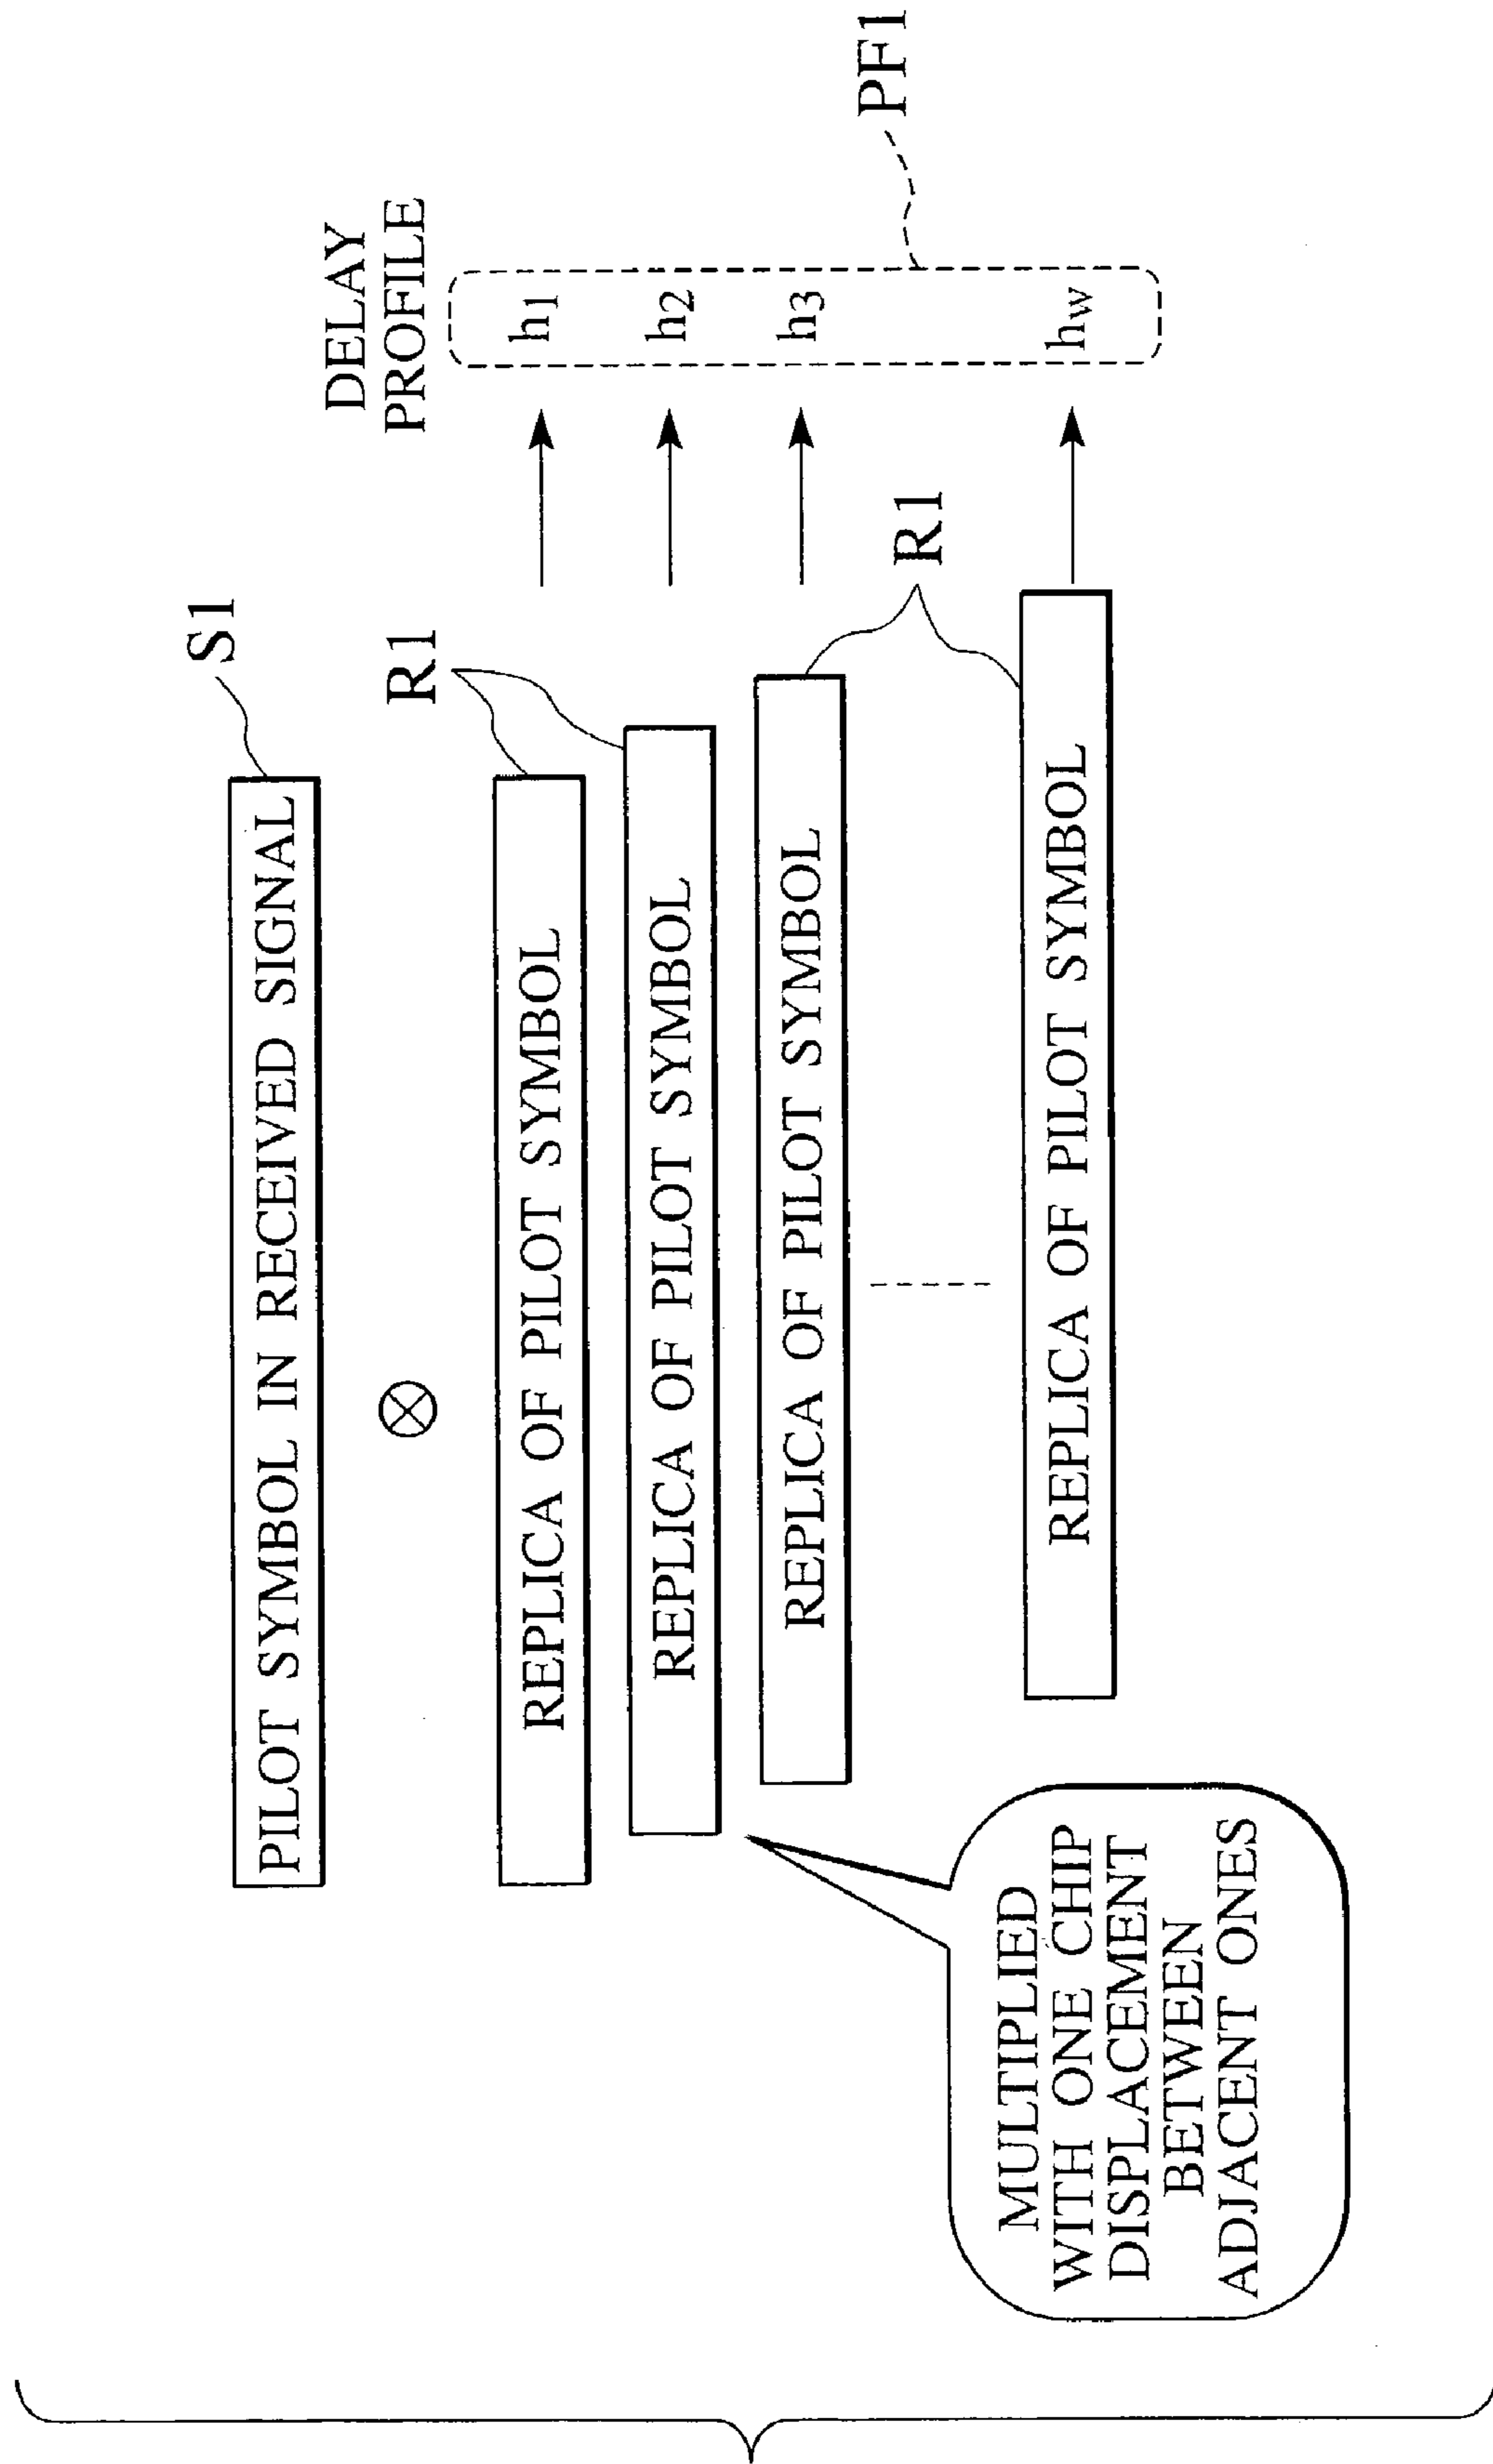 S1
PILOT SYMBOL IN RECEIVED SIGNAL
⊗
R1
DELAY
PROFILE
REPLICA OF PILOT SYMBOL
h1
REPLICA OF PILOT SYMBOL
h2
REPLICA OF PILOT SYMBOL
h3
R1
PF1
REPLICA OF PILOT SYMBOL
hW
MULTIPLIED
WITH ONE CHIP
DISPLACEMENT
BETWEEN
ADJACENT ONES